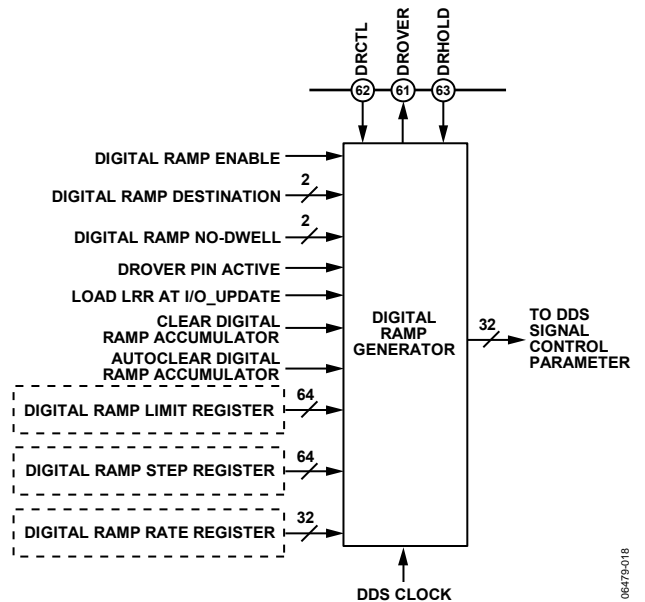 DRCTL
DROVER
DRHOLD
62
61
63
DIGITAL RAMP ENABLE
2
DIGITAL RAMP DESTINATION
2
DIGITAL RAMP NO-DWELL
DROVER PIN ACTIVE
LOAD LRR AT I/O_UPDATE
CLEAR DIGITAL
RAMP ACCUMULATOR
AUTOCLEAR DIGITAL
RAMP ACCUMULATOR
64
DIGITAL RAMP LIMIT REGISTER
64
DIGITAL RAMP STEP REGISTER
32
DIGITAL RAMP RATE REGISTER
DIGITAL
RAMP
GENERATOR
32
TO DDS
SIGNAL
CONTROL
PARAMETER
DDS CLOCK
06479-018